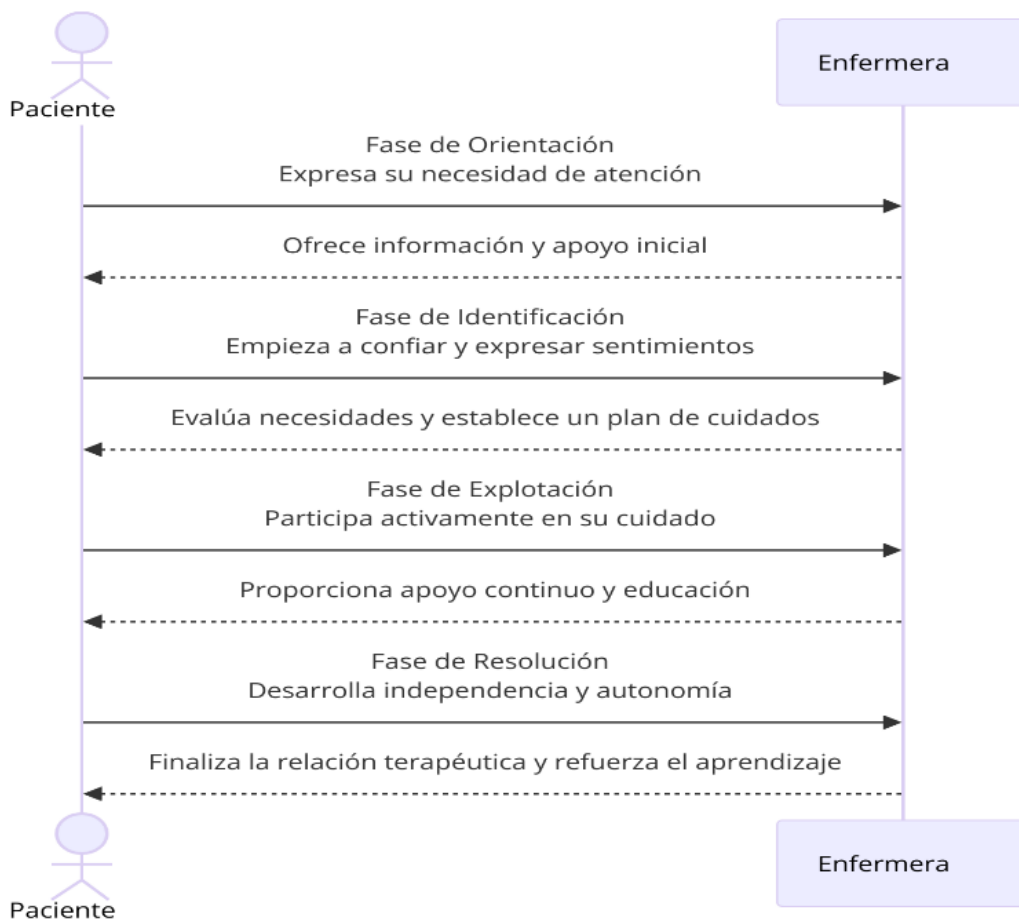 Enfermera
Paciente
Fase de Orientación
Expresa su necesidad de atención
Ofrece información y apoyo inicial
Fase de Identificación
Empieza a confiar y expresar sentimientos
Evalúa necesidades y establece un plan de cuidados
Fase de Explotación
Participa activamente en su cuidado
Proporciona apoyo continuo y educación
Fase de Resolución
Desarrolla independencia y autonomía
Finaliza la relación terapéutica y refuerza el aprendizaje
Enfermera
Paciente